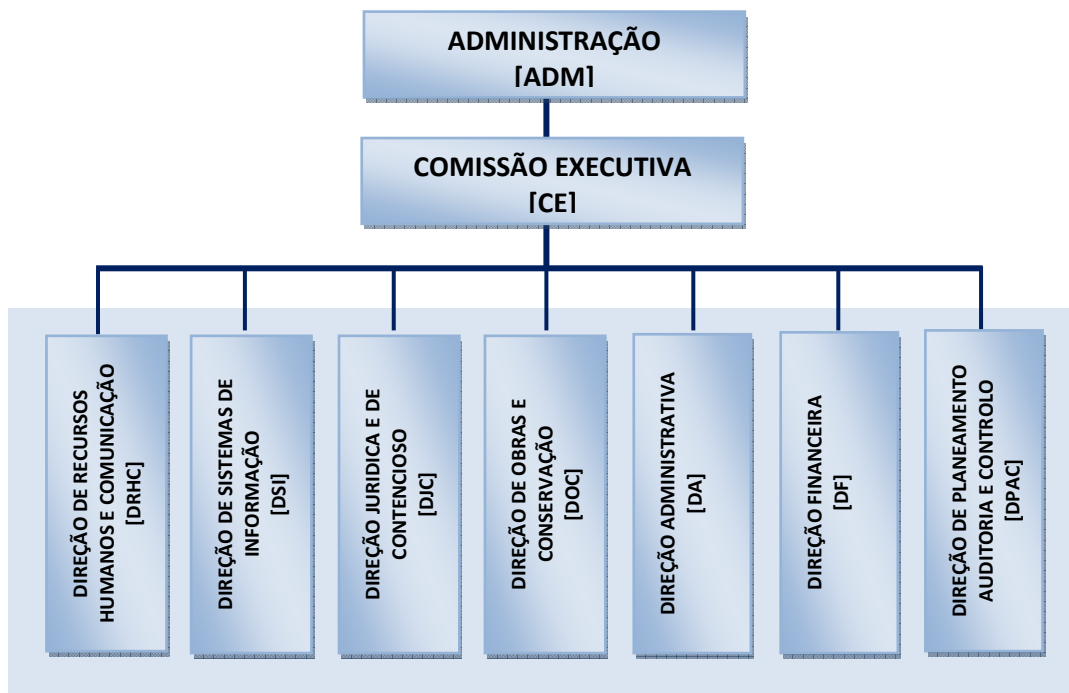 ADMINISTRAÇÃO
[ADM]
COMISSÃO EXECUTIVA
[CE]
DIREÇÃO DE RECURSOS
HUMANOS E COMUNICAÇÃO
[DRHC]
DIREÇÃO DE SISTEMAS DE
INFORMAÇÃO
[DSI]
DIREÇÃO JURIDICA E DE
CONTENCIOSO
[DJC]
DIREÇÃO DE OBRAS E
CONSERVAÇÃO
[DOC]
DIREÇÃO ADMINISTRATIVA
[DA]
DIREÇÃO FINANCEIRA
[DF]
DIREÇÃO DE PLANEAMENTO
AUDITORIA E CONTROLO
[DPAC]